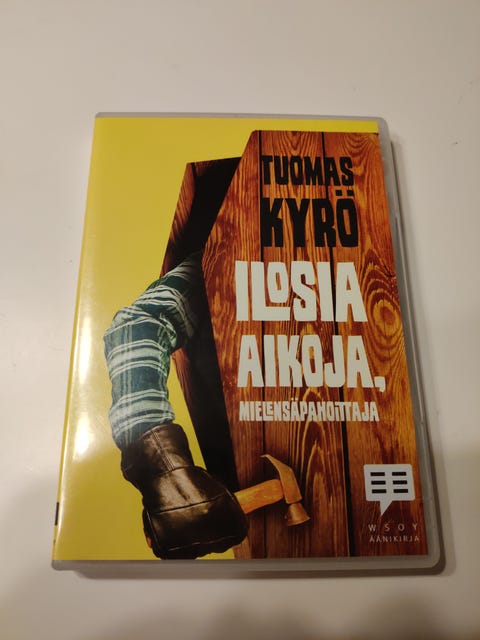 TUOMAS
KYRÖ
ILOSIA
AIKOJA,
MIELENSÄPAHOITTAJA
WSOY
ÄÄNIKIRJA